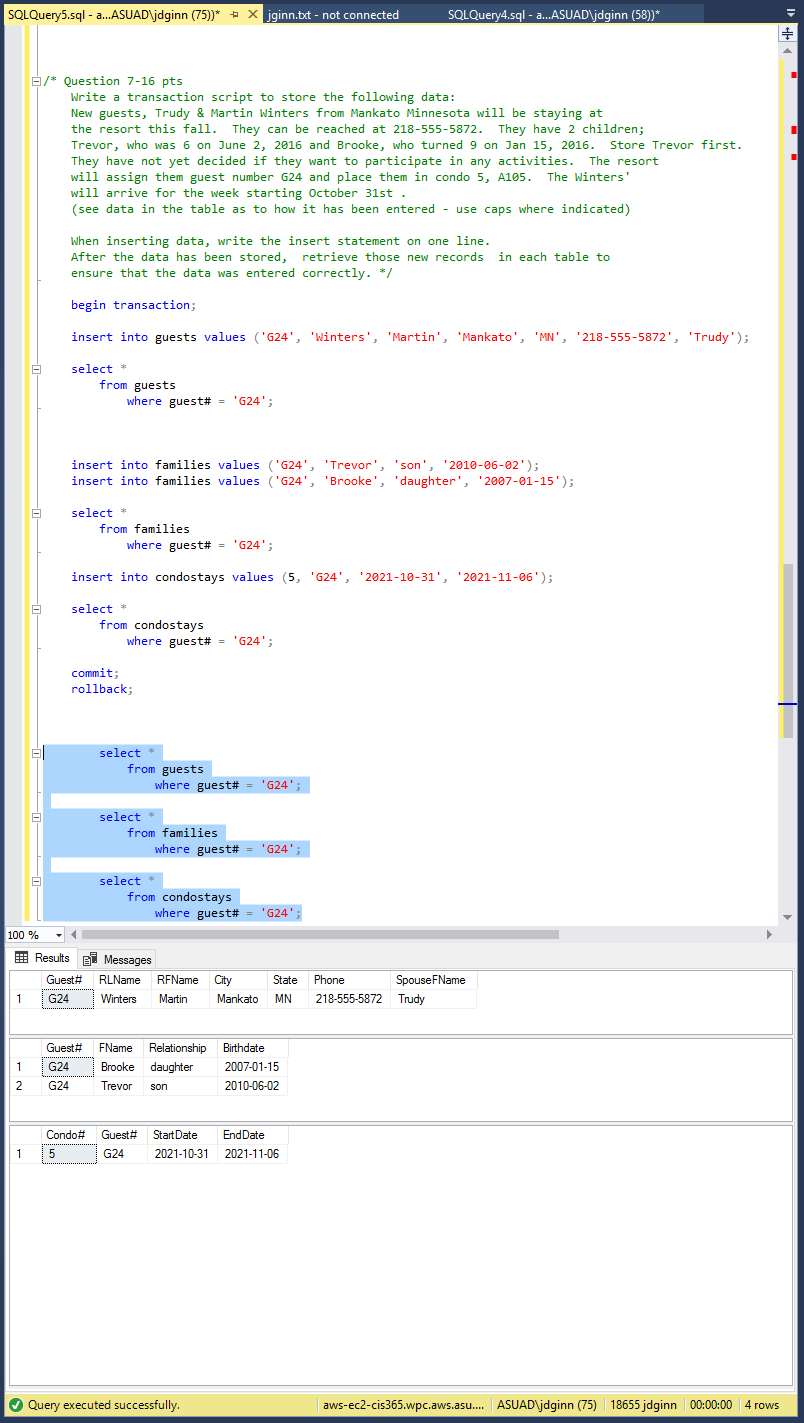 SQLQuery5.sql - a...ASUAD\jdginn (75))* jginn.txt - not connected SQLQuery4.sql - a...ASUAD\jdginn (58))*
/* Question 7-16 pts
Write a transaction script to store the following data:
New guests, Trudy & Martin Winters from Mankato Minnesota will be staying at
the resort this fall.  They can be reached at 218-555-5872.  They have 2 children;
Trevor, who was 6 on June 2, 2016 and Brooke, who turned 9 on Jan 15, 2016.  Store Trevor first.
They have not yet decided if they want to participate in any activities.  The resort
will assign them guest number G24 and place them in condo 5, A105.  The Winters'
will arrive for the week starting October 31st .
(see data in the table as to how it has been entered - use caps where indicated)
When inserting data, write the insert statement on one line.
After the data has been stored,  retrieve those new records  in each table to
ensure that the data was entered correctly. */
begin transaction;
insert into guests values ('G24', 'Winters', 'Martin', 'Mankato', 'MN', '218-555-5872', 'Trudy');
select *
from guests
where guest# = 'G24';
insert into families values ('G24', 'Trevor', 'son', '2010-06-02');
insert into families values ('G24', 'Brooke', 'daughter', '2007-01-15');
select *
from families
where guest# = 'G24';
insert into condostays values (5, 'G24', '2021-10-31', '2021-11-06');
select *
from condostays
where guest# = 'G24';
commit;
rollback;
select *
from guests
where guest# = 'G24';
select *
from families
where guest# = 'G24';
select *
from condostays
where guest# = 'G24';
100 %
Results Messages
Guest# RLName RFName City State Phone SpouseFName
1 G24 Winters Martin Mankato MN 218-555-5872 Trudy
Guest# FName Relationship Birthdate
1 G24 Brooke daughter 2007-01-15
2 G24 Trevor son 2010-06-02
Condo# Guest# StartDate EndDate
1 5 G24 2021-10-31 2021-11-06
Query executed successfully. aws-ec2-cis365.wpc.aws.asu.... ASUAD\jdginn (75) 18655 jdginn 00:00:00 4 rows